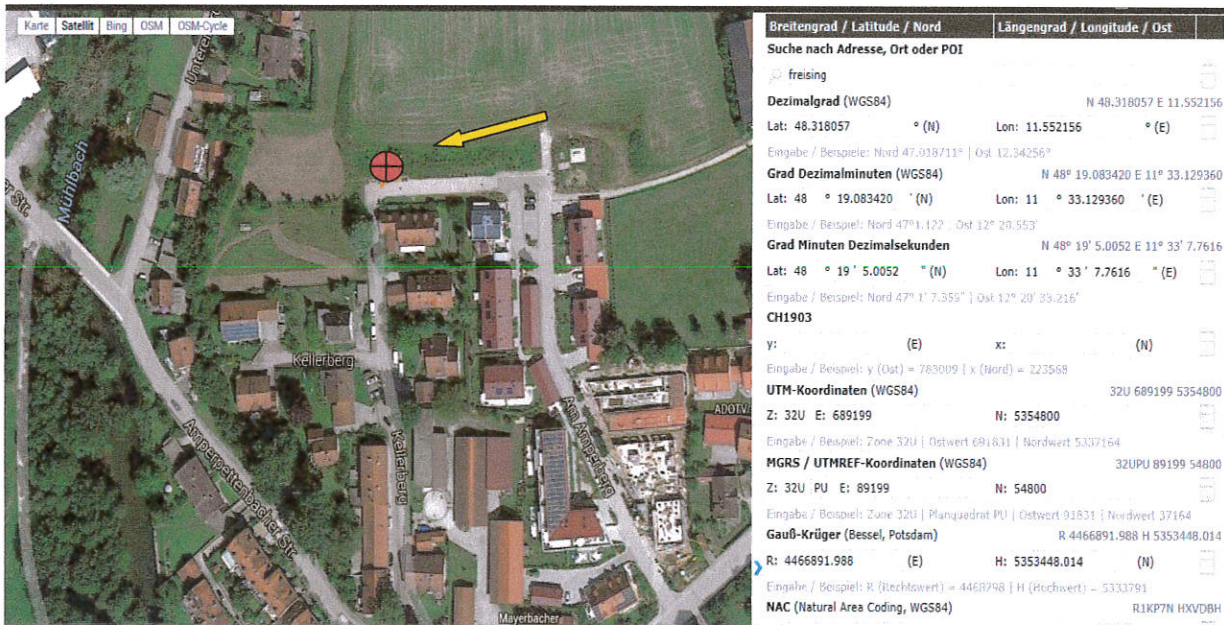 Karte Satellit Bing OSM OSM-Cycle
Mühlbach
Kellerberg
Kellerberg
Am Amperberg
Amperpettenbacher Str.
Mayerbacher
Breitengrad / Latitude / Nord Längengrad / Longitude / Ost
Suche nach Adresse, Ort oder POI
freising
Dezimalgrad (WGS84) N 48.318057 E 11.552156
Lat: 48.318057 ° (N) Lon: 11.552156 ° (E)
Eingabe / Beispiele: Nord 47.018711° | Ost 12.34256°
Grad Dezimalminuten (WGS84) N 48° 19.083420 E 11° 33.129360
Lat: 48 ° 19.083420 ' (N) Lon: 11 ° 33.129360 ' (E)
Eingabe / Beispiel: Nord 47°1.122 , Ost 12° 20.553'
Grad Minuten Dezimalsekunden N 48° 19' 5.0052 E 11° 33' 7.7616
Lat: 48 ° 19 ' 5.0052 " (N) Lon: 11 ° 33 ' 7.7616 " (E)
Eingabe / Beispiel: Nord 47° 1' 7.355" | Ost 12° 20' 33.216"
CH1903
y: (E) x: (N)
Eingabe / Beispiel: y (Ost) = 783009 | x (Nord) = 223568
UTM-Koordinaten (WGS84) 32U 689199 5354800
Z: 32U E: 689199 N: 5354800
Eingabe / Beispiel: Zone 32U | Ostwert 691831 | Nordwert 5337164
MGRS / UTMREF-Koordinaten (WGS84) 32UPU 89199 54800
Z: 32U PU E: 89199 N: 54800
Eingabe / Beispiel: Zone 32U | Planquadrat PU | Ostwert 91831 | Nordwert 37164
Gauß-Krüger (Bessel, Potsdam) R 4466891.988 H 5353448.014
R: 4466891.988 (E) H: 5353448.014 (N)
Eingabe / Beispiel: R (Rechtswert) = 4468298 | H (Hochwert) = 5333791
NAC (Natural Area Coding, WGS84) R1KP7N HXVDBH